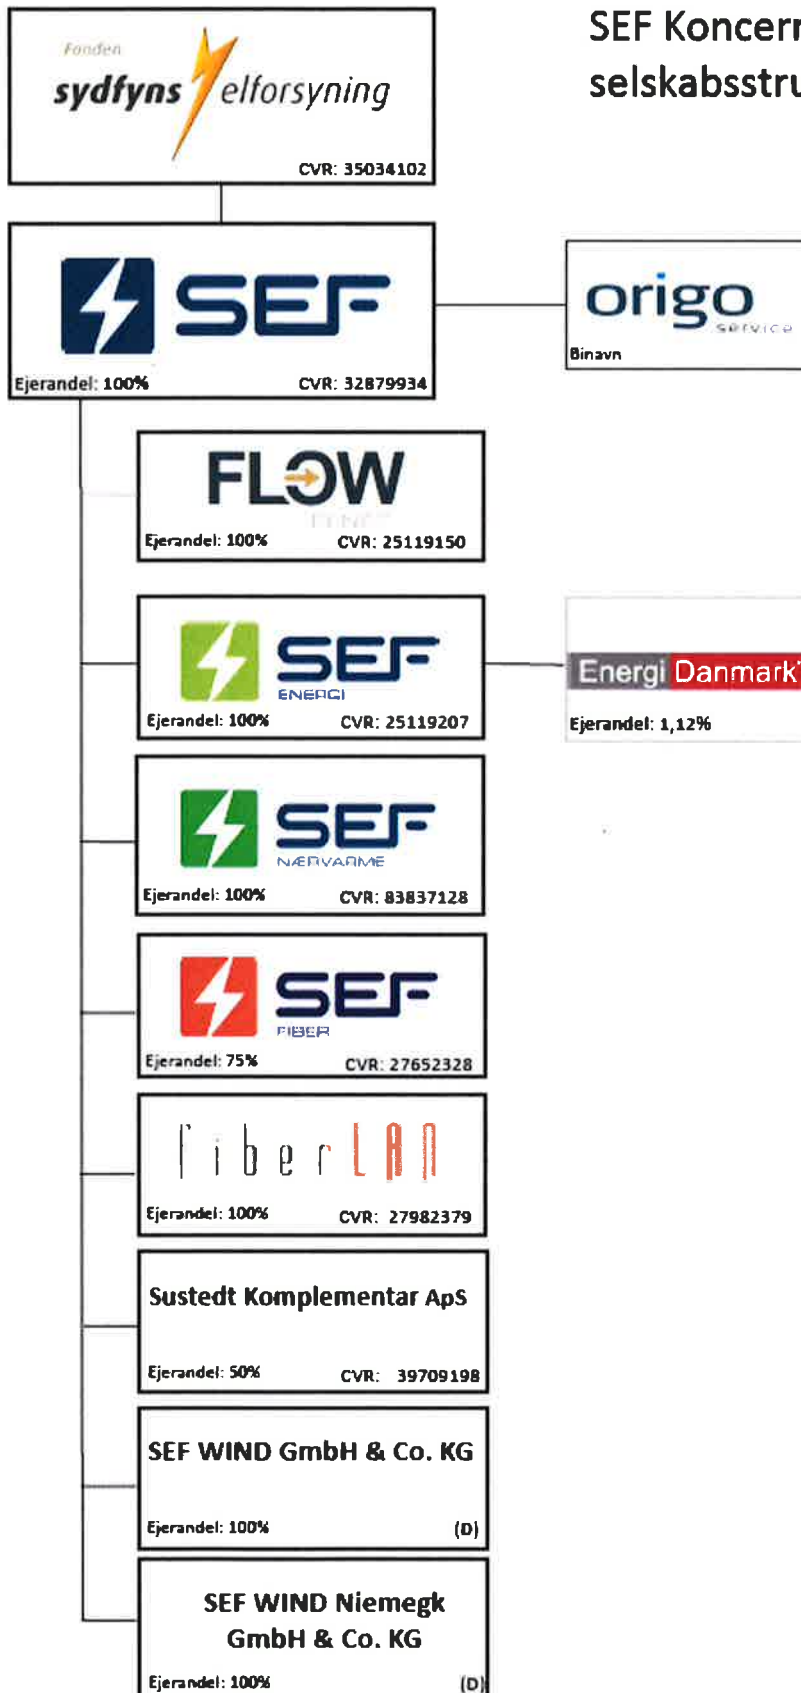 SEF Koncern
selskabsstru
Fonden
sydfyns elforsyning
CVR: 35034102
SEF
Ejerandel: 100% CVR: 32879934
origo
service
Binavn
FLOW
Ejerandel: 100% CVR: 25119150
SEF
ENERGI
Ejerandel: 100% CVR: 25119207
Energi Danmark
Ejerandel: 1,12%
SEF
NÆRVARME
Ejerandel: 100% CVR: 83837128
SEF
FIBER
Ejerandel: 75% CVR: 27652328
fiberLAN
Ejerandel: 100% CVR: 27982379
Sustedt Komplementar ApS
Ejerandel: 50% CVR: 39709198
SEF WIND GmbH & Co. KG
Ejerandel: 100% (D)
SEF WIND Niemegk
GmbH & Co. KG
Ejerandel: 100% (D)